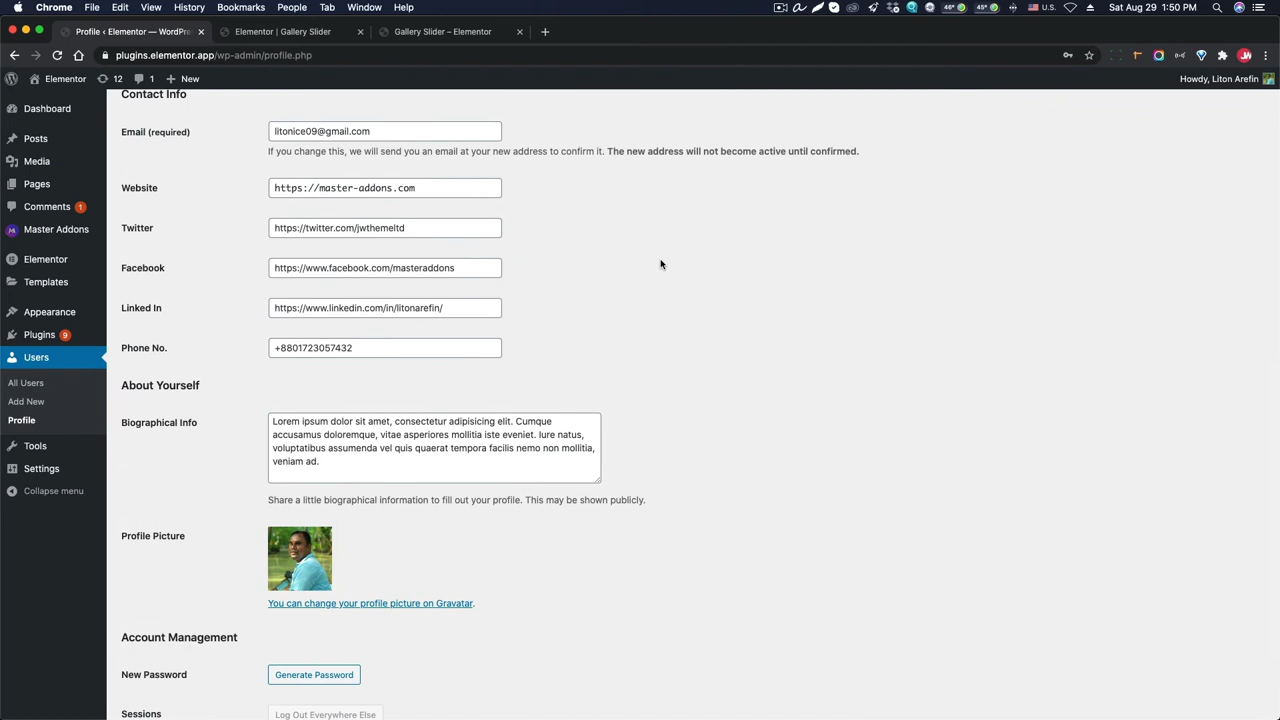 Chrome File Edit View History Bookmarks People Tab Window Help
46° 45° U.S. Sat Aug 29 1:50 PM
Profile ‹ Elementor — WordPre
Elementor | Gallery Slider
Gallery Slider – Elementor
plugins.elementor.app/wp-admin/profile.php
Elementor 12 1 New
Howdy, Liton Arefin
Dashboard
Posts
Media
Pages
Comments 1
Master Addons
Elementor
Templates
Appearance
Plugins 9
Users
All Users
Add New
Profile
Tools
Settings
Collapse menu
Contact Info
Email (required)
litonice09@gmail.com
If you change this, we will send you an email at your new address to confirm it. The new address will not become active until confirmed.
Website
https://master-addons.com
Twitter
https://twitter.com/jwthemeltd
Facebook
https://www.facebook.com/masteraddons
Linked In
https://www.linkedin.com/in/litonarefin/
Phone No.
+8801723057432
About Yourself
Biographical Info
Lorem ipsum dolor sit amet, consectetur adipisicing elit. Cumque
accusamus doloremque, vitae asperiores mollitia iste eveniet. Iure natus,
voluptatibus assumenda vel quis quaerat tempora facilis nemo non mollitia,
veniam ad.
Share a little biographical information to fill out your profile. This may be shown publicly.
Profile Picture
You can change your profile picture on Gravatar.
Account Management
New Password
Generate Password
Sessions
Log Out Everywhere Else